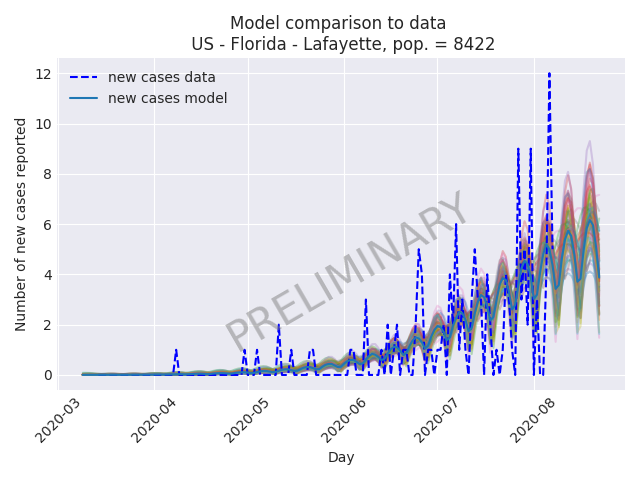 Model comparison to data
US - Florida - Lafayette, pop. = 8422
new cases data
new cases model
PRELIMINARY
Number of new cases reported
12
10
8
6
4
2
0
2020-03
2020-04
2020-05
2020-06
2020-07
2020-08
Day